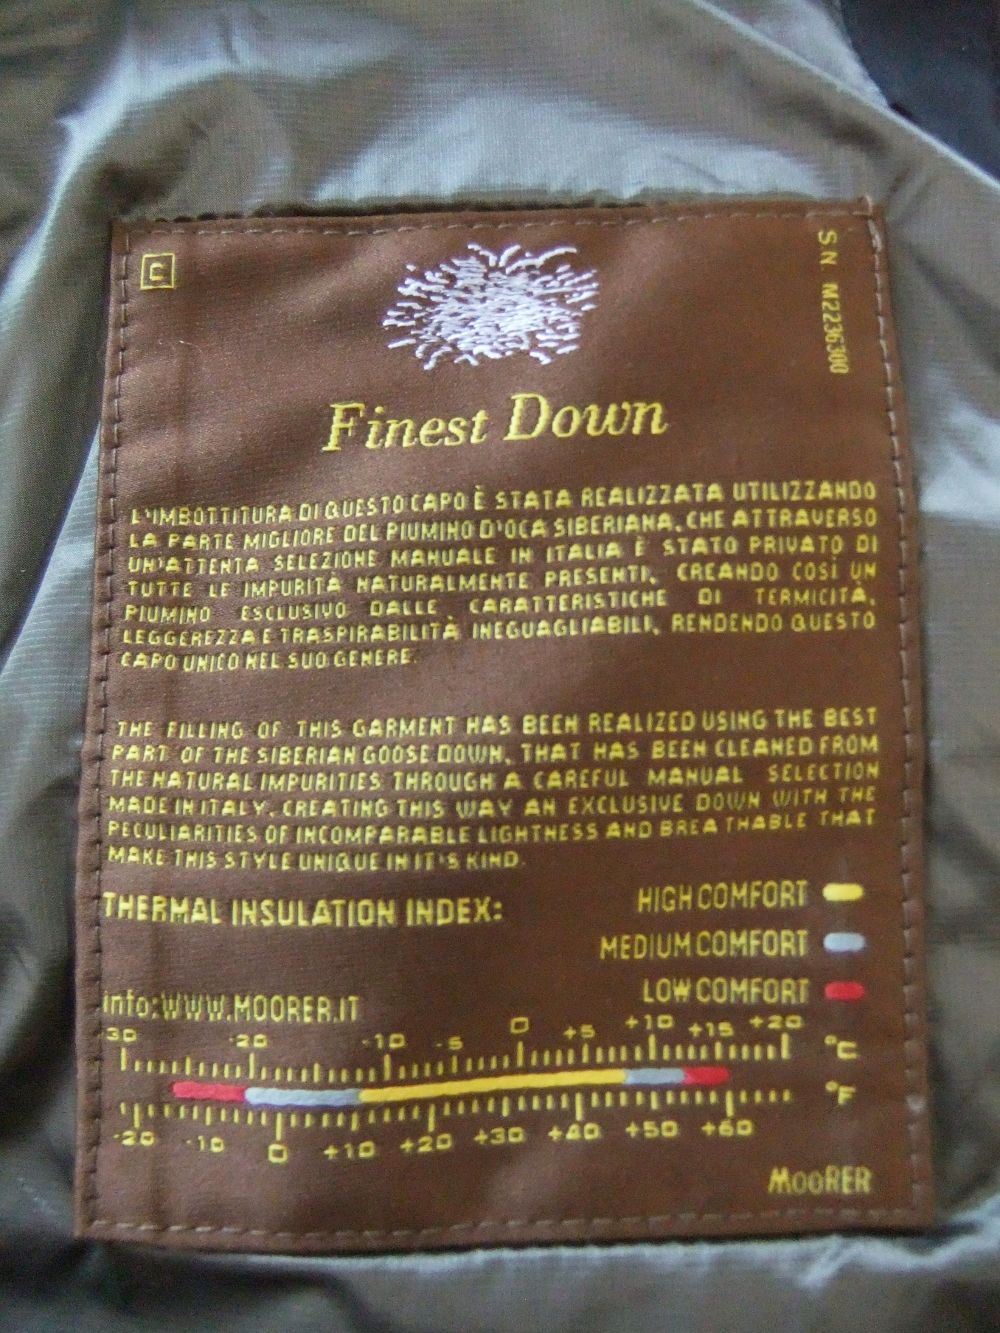 D
S.N. M2236300
Finest Down
L'IMBOTTITURA DI QUESTO CAPO È STATA REALIZZATA UTILIZZANDO
LA PARTE MIGLIORE DEL PIUMINO D'OCA SIBERIANA, CHE ATTRAVERSO
UN'ATTENTA SELEZIONE MANUALE IN ITALIA È STATO PRIVATO DI
TUTTE LE IMPURITÀ NATURALMENTE PRESENTI, CREANDO COSÌ UN
PIUMINO ESCLUSIVO DALLE CARATTERISTICHE DI TERMICITÀ,
LEGGEREZZA E TRASPIRABILITÀ INEGUAGLIABILI, RENDENDO QUESTO
CAPO UNICO NEL SUO GENERE.
THE FILLING OF THIS GARMENT HAS BEEN REALIZED USING THE BEST
PART OF THE SIBERIAN GOOSE DOWN, THAT HAS BEEN CLEANED FROM
THE NATURAL IMPURITIES THROUGH A CAREFUL MANUAL SELECTION
MADE IN ITALY, CREATING THIS WAY AN EXCLUSIVE DOWN WITH THE
PECULIARITIES OF INCOMPARABLE LIGHTNESS AND BREATHABLE THAT
MAKE THIS STYLE UNIQUE IN IT'S KIND.
THERMAL INSULATION INDEX:
HIGH COMFORT
MEDIUM COMFORT
LOW COMFORT
info:WWW.MOORER.IT
30 -20 -10 -5 0 +5 +10 +15 +20 °C
-20 -10 0 +10 +20 +30 +40 +50 +60 °F
MOORER